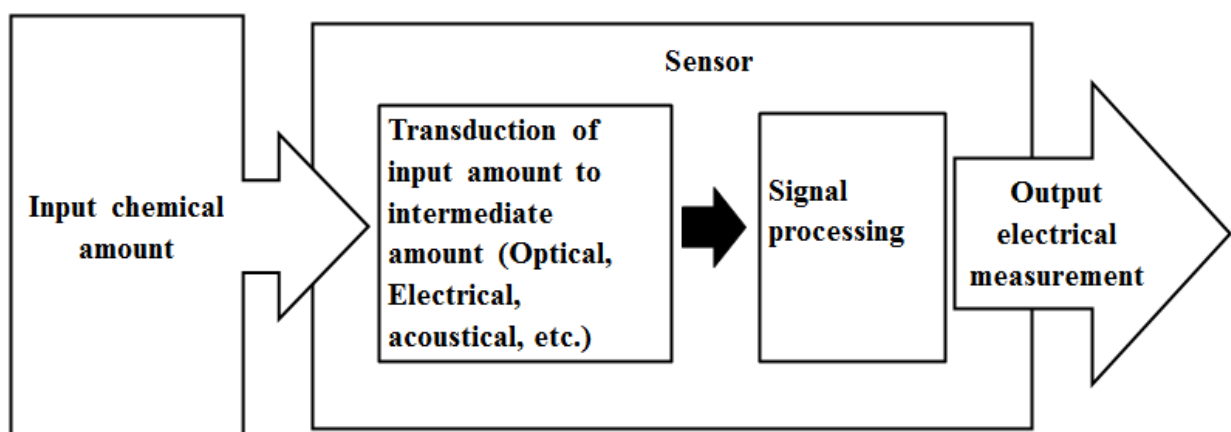 Sensor
Input chemical
amount
Transduction of
input amount to
intermediate
amount (Optical,
Electrical,
acoustical, etc.)
Signal
processing
Output
electrical
measurement